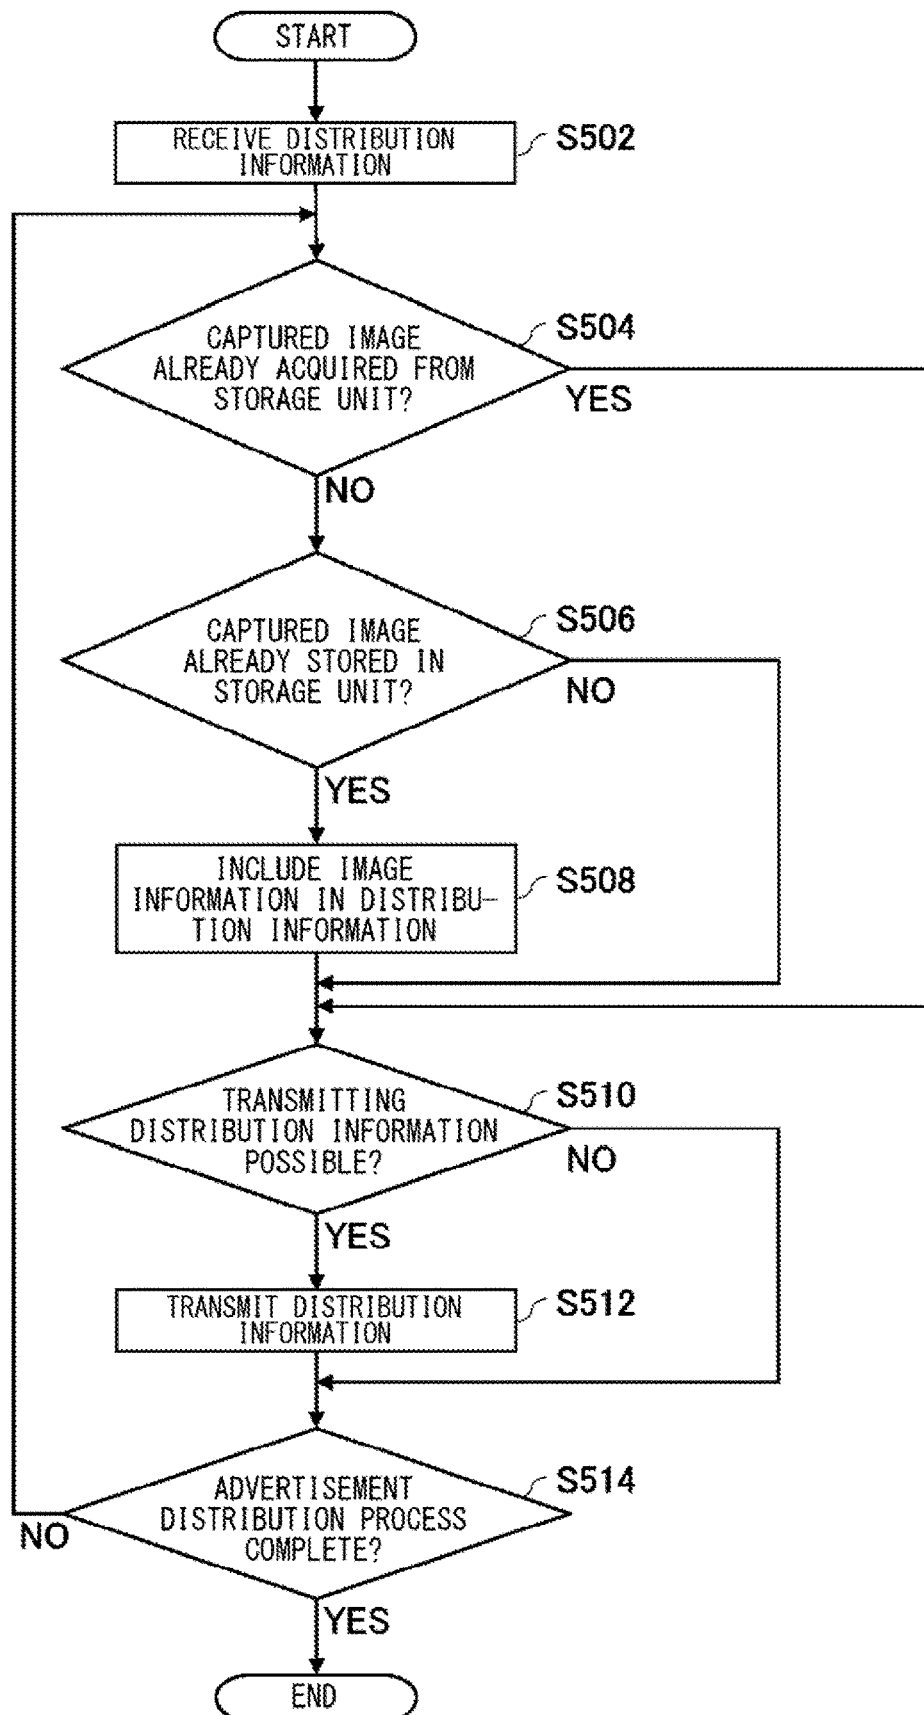 START
RECEIVE DISTRIBUTION
INFORMATION
S502
CAPTURED IMAGE
ALREADY ACQUIRED FROM
STORAGE UNIT?
S504
YES
NO
CAPTURED IMAGE
ALREADY STORED IN
STORAGE UNIT?
S506
NO
YES
INCLUDE IMAGE
INFORMATION IN DISTRIBU-
TION INFORMATION
S508
TRANSMITTING
DISTRIBUTION INFORMATION
POSSIBLE?
S510
NO
YES
TRANSMIT DISTRIBUTION
INFORMATION
S512
ADVERTISEMENT
DISTRIBUTION PROCESS
COMPLETE?
S514
NO
YES
END